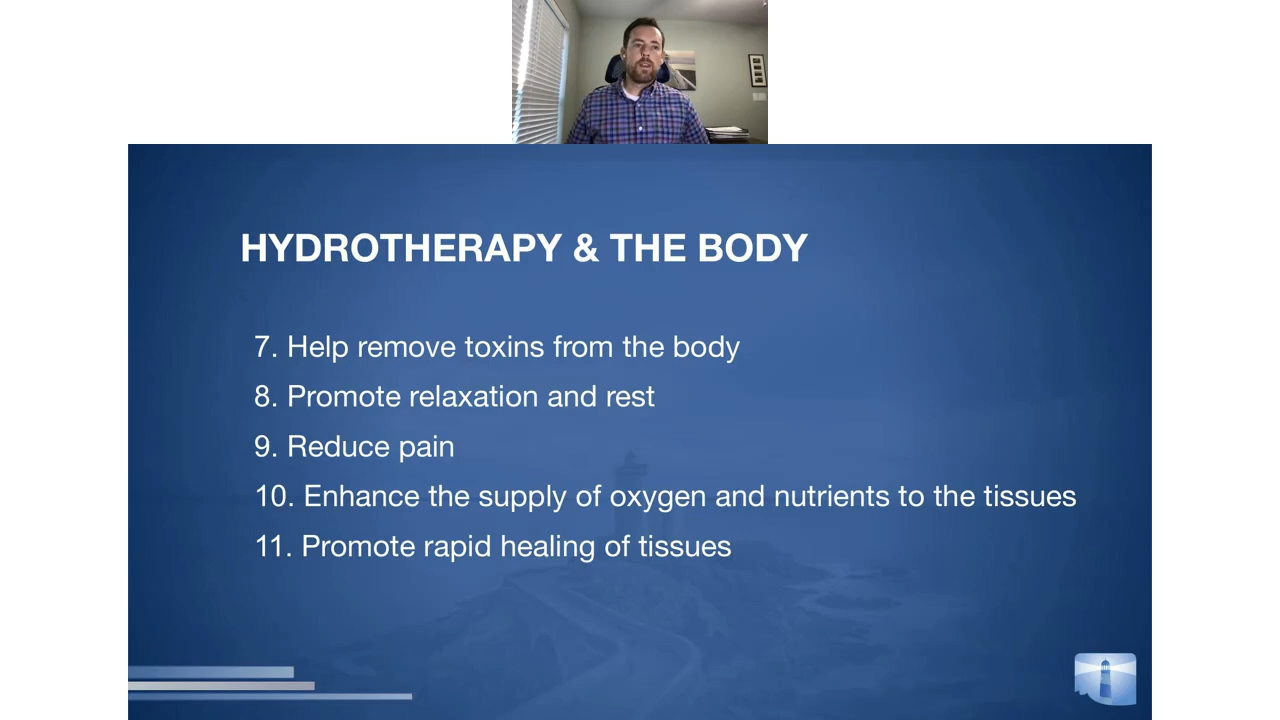 HYDROTHERAPY & THE BODY
7. Help remove toxins from the body
8. Promote relaxation and rest
9. Reduce pain
10. Enhance the supply of oxygen and nutrients to the tissues
11. Promote rapid healing of tissues